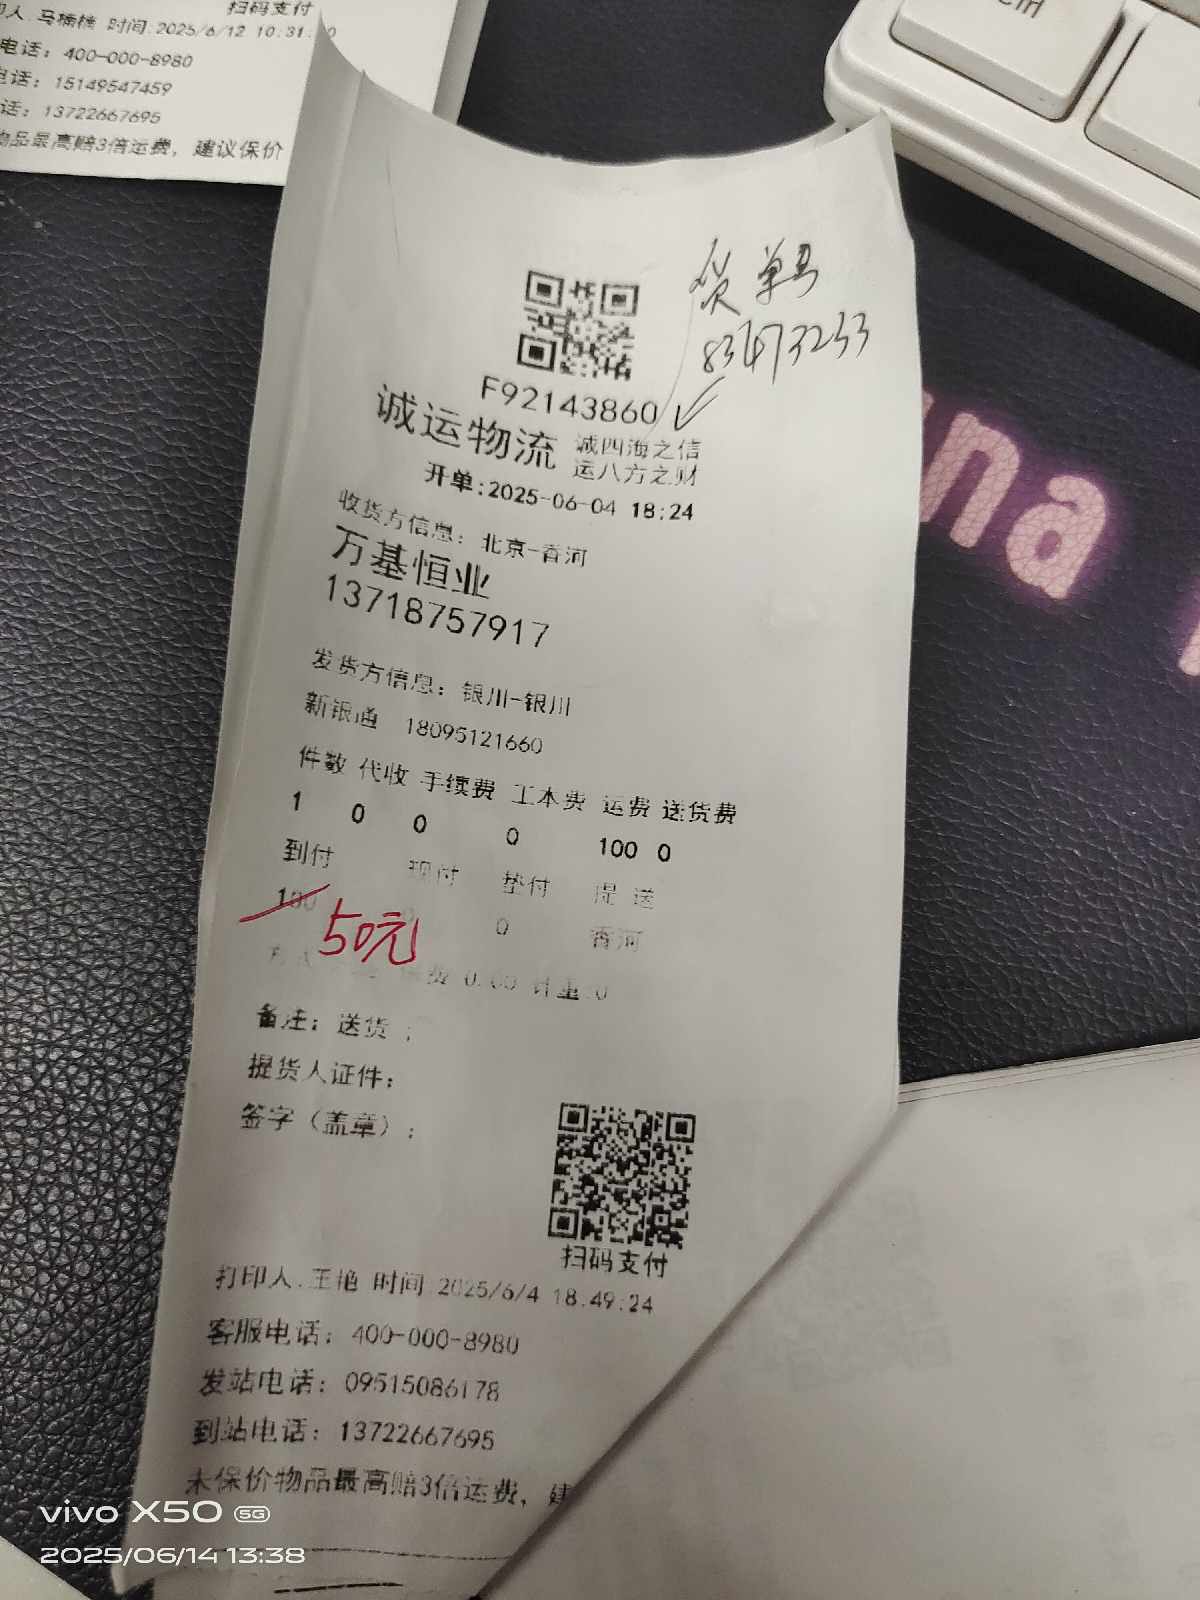 扫码支付
印人.马楠楠 时间.2025/6/12 10.31.
电话: 400-000-8980
电话: 15149547459
话: 13722667695
物品最高赔3倍运费, 建议保价
货单号
F92143860
诚运物流
诚四海之信
运八方之财
开单:2025-06-04 18:24
收货方信息: 北京-香河
万基恒业
13718757917
发货方信息: 银川-银川
新银通 18095121660
件数 代收 手续费 工本费 运费 送货费
1 0 0 0 100 0
到付 现付 垫付 提 送
100 50元 0 香河
费 0.00 计重:0
备注: 送货 ;
提货人证件:
签字 (盖章) :
扫码支付
打印人.王艳 时间.2025/6/4 18.49:24
客服电话: 400-000-8980
发站电话: 09515086178
到站电话: 13722667695
未保价物品最高赔3倍运费, 建
na
vivo X50 5G
2025/06/14 13:38